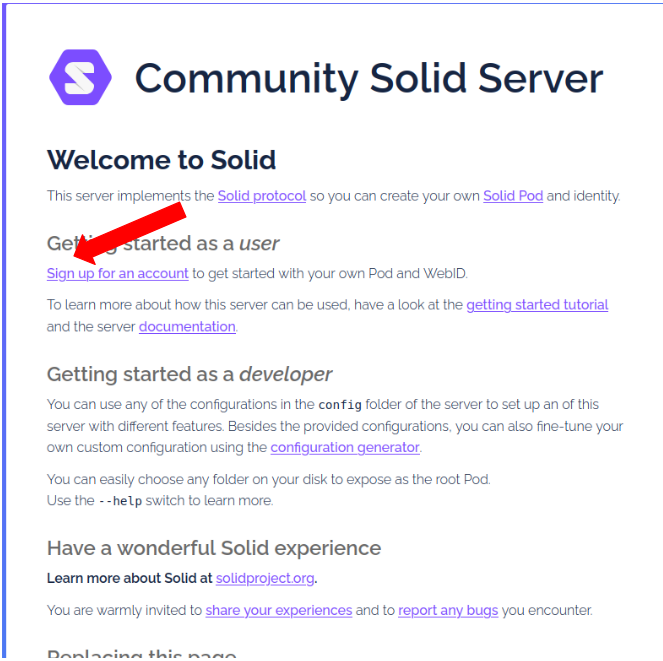 Community Solid Server
Welcome to Solid
This server implements the Solid protocol so you can create your own Solid Pod and identity.
Getting started as a user
Sign up for an account to get started with your own Pod and WebID.
To learn more about how this server can be used, have a look at the getting started tutorial
and the server documentation.
Getting started as a developer
You can use any of the configurations in the config folder of the server to set up an of this
server with different features. Besides the provided configurations, you can also fine-tune your
own custom configuration using the configuration generator.
You can easily choose any folder on your disk to expose as the root Pod.
Use the --help switch to learn more.
Have a wonderful Solid experience
Learn more about Solid at solidproject.org.
You are warmly invited to share your experiences and to report any bugs you encounter.
Replacing this page